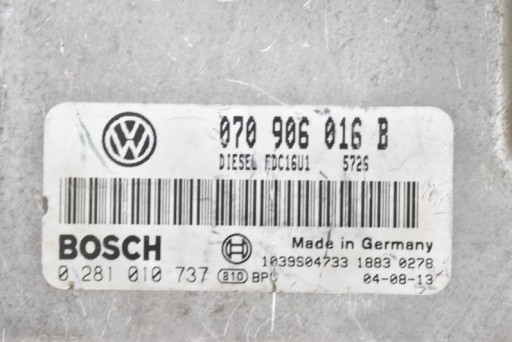 070 906 016 B
DIESEL EDC16U1 5726
BOSCH
Made in Germany
1039S04733 1883 0278
0 281 010 737 810 04-08-13